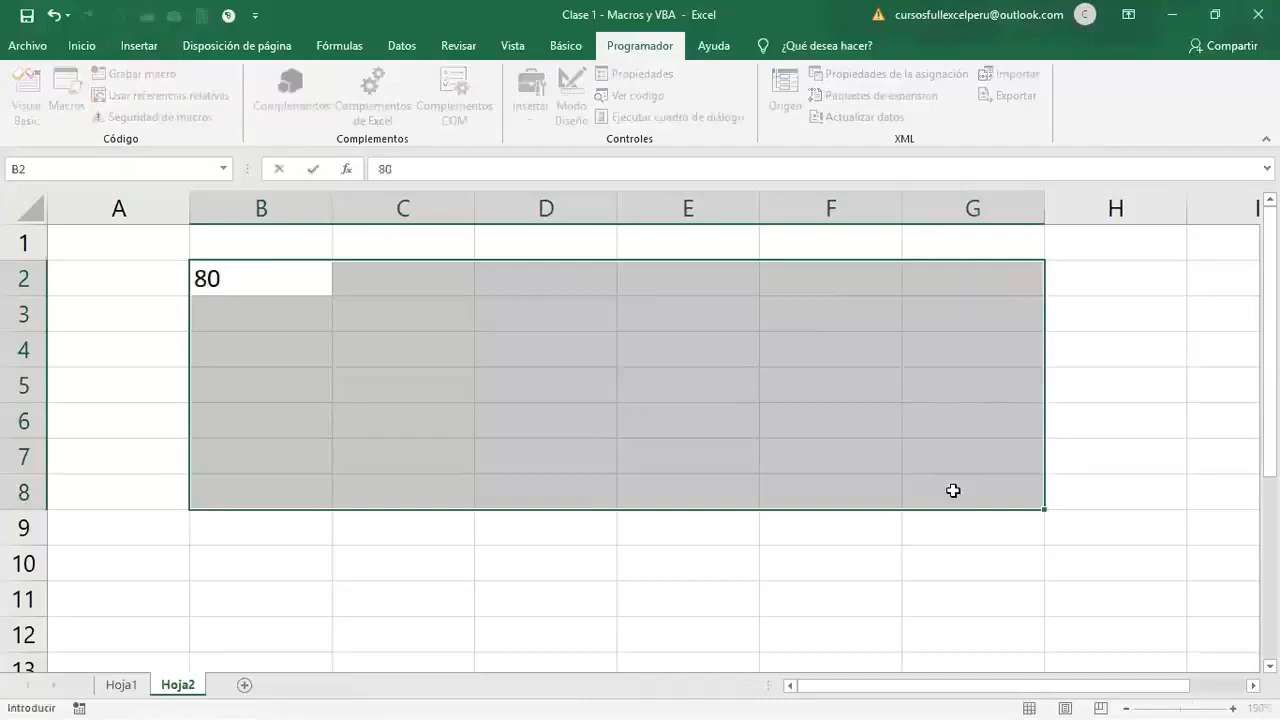 Clase 1 - Macros y VBA - Excel
cursosfullexcelperu@outlook.com
C
Archivo Inicio Insertar Disposición de página Fórmulas Datos Revisar Vista Básico Programador Ayuda ¿Qué desea hacer? Compartir
Visual Basic
Macros
Grabar macro
Usar referencias relativas
Seguridad de macros
Código
Complementos
Complementos de Excel
Complementos COM
Complementos
Insertar
Modo Diseño
Propiedades
Ver código
Ejecutar cuadro de diálogo
Controles
Origen
Propiedades de la asignación
Paquetes de expansión
Actualizar datos
Importar
Exportar
XML
B2
fx
80
A B C D E F G H I
1
2 80
3
4
5
6
7
8
9
10
11
12
13
Hoja1 Hoja2
Introducir